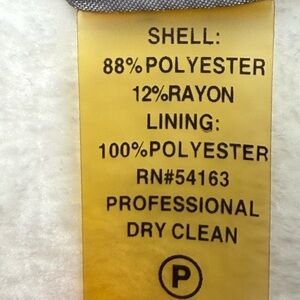 SHELL:
88%POLYESTER
12%RAYON
LINING:
100%POLYESTER
RN#54163
PROFESSIONAL
DRY CLEAN
P